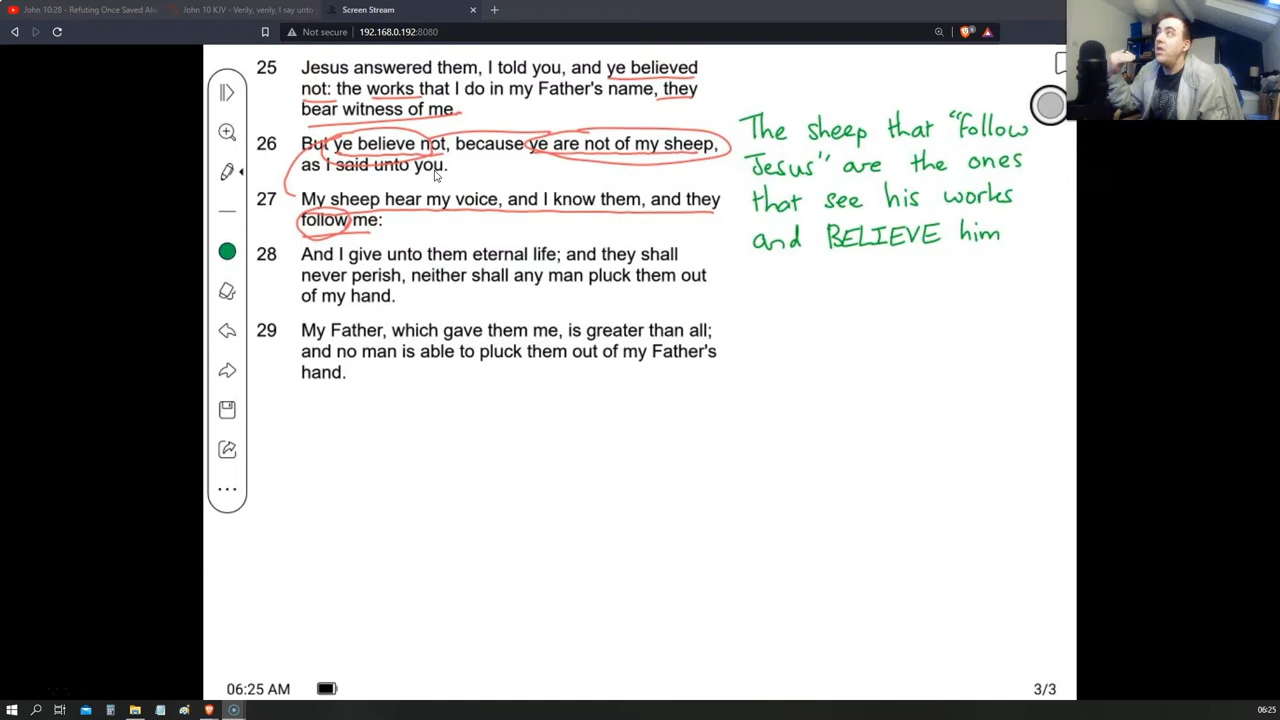 John 10:28 - Refuting Once Saved Alw
John 10 KJV - Verily, verily, I say unto
Screen Stream
Not secure
192.168.0.192:8080
25 Jesus answered them, I told you, and ye believed
not: the works that I do in my Father's name, they
bear witness of me.
26 But ye believe not, because ye are not of my sheep,
as I said unto you.
27 My sheep hear my voice, and I know them, and they
follow me:
28 And I give unto them eternal life; and they shall
never perish, neither shall any man pluck them out
of my hand.
29 My Father, which gave them me, is greater than all;
and no man is able to pluck them out of my Father's
hand.
The sheep that "follow
Jesus" are the ones
that see his works
and BELIEVE him
06:25 AM
3/3
06:25